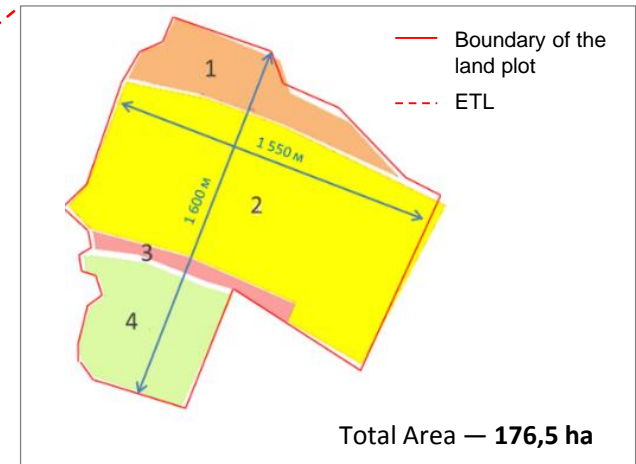 Boundary of the
land plot
ETL
1
1 550 м
2
1 600 м
3
4
Total Area — 176,5 ha